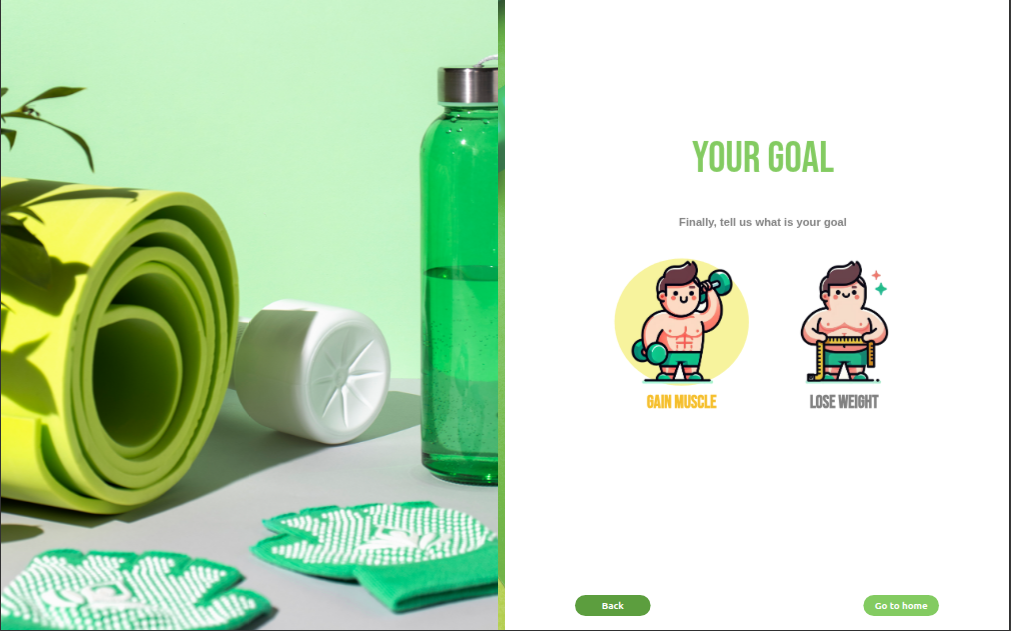 YOUR GOAL
Finally, tell us what is your goal
GAIN MUSCLE
LOSE WEIGHT
Back
Go to home